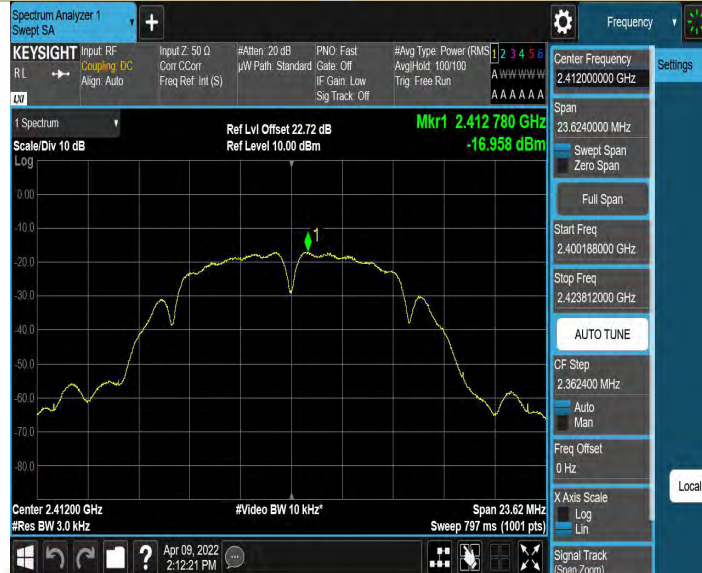 Spectrum Analyzer 1
Swept SA
+
Frequency
KEYSIGHT
RL
LXI
Input: RF
Coupling: DC
Align: Auto
Input Z: 50 Ω
Corr CCorr
Freq Ref: Int (S)
#Atten: 20 dB
µW Path: Standard
PNO: Fast
Gate: Off
IF Gain: Low
Sig Track: Off
#Avg Type: Power (RMS
Avg|Hold: 100/100
Trig: Free Run
1 2 3 4 5 6
A W W W W W
A A A A A A
Center Frequency
2.412000000 GHz
Settings
Span
23.6240000 MHz
Swept Span
Zero Span
Full Span
Start Freq
2.400188000 GHz
Stop Freq
2.423812000 GHz
AUTO TUNE
CF Step
2.362400 MHz
Auto
Man
Freq Offset
0 Hz
X Axis Scale
Log
Lin
Local
Signal Track
(Span Zoom)
1 Spectrum
Scale/Div 10 dB
Log
Ref Lvl Offset 22.72 dB
Ref Level 10.00 dBm
Mkr1 2.412 780 GHz
-16.958 dBm
0.00
-10.0
1
-20.0
-30.0
-40.0
-50.0
-60.0
-70.0
-80.0
Center 2.41200 GHz
#Res BW 3.0 kHz
#Video BW 10 kHz*
Span 23.62 MHz
Sweep 797 ms (1001 pts)
?
Apr 09, 2022
2:12:21 PM